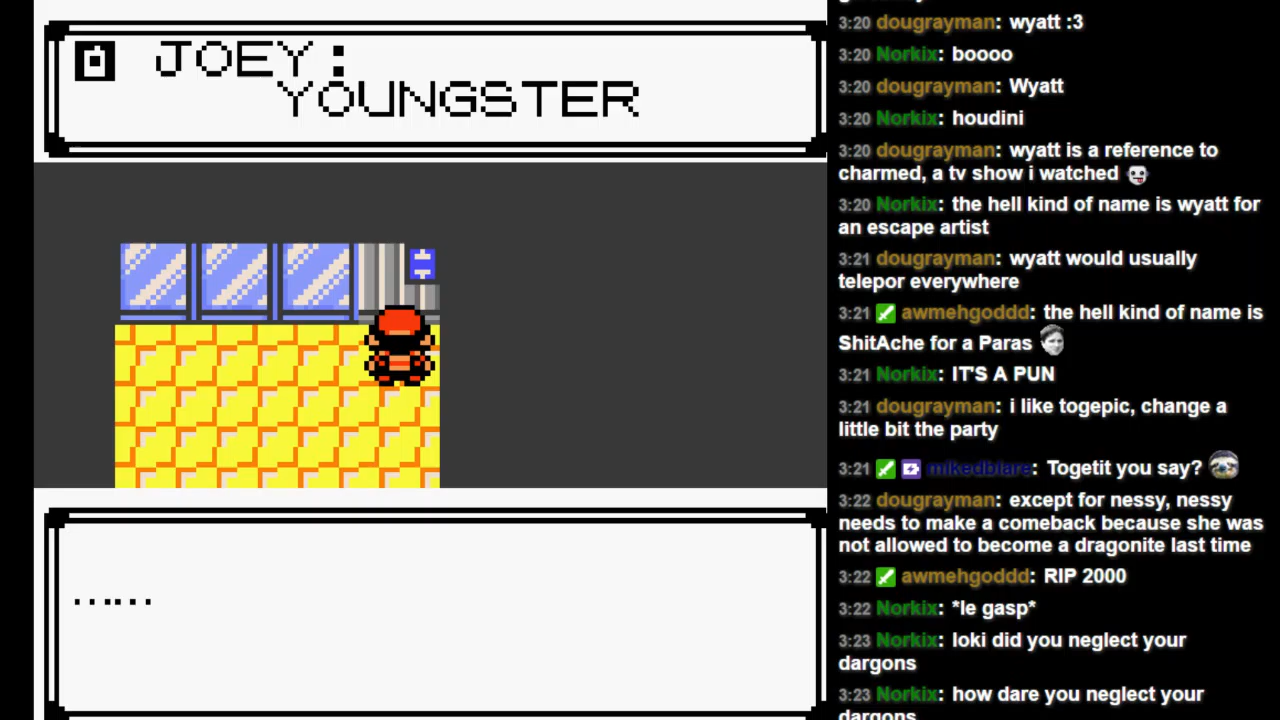 JOEY:
YOUNGSTER
……
3:20 dougrayman: wyatt :3
3:20 Norkix: boooo
3:20 dougrayman: Wyatt
3:20 Norkix: houdini
3:20 dougrayman: wyatt is a reference to
charmed, a tv show i watched
3:20 Norkix: the hell kind of name is wyatt for
an escape artist
3:21 dougrayman: wyatt would usually
telepor everywhere
3:21 awmehgoddd: the hell kind of name is
ShitAche for a Paras
3:21 Norkix: IT'S A PUN
3:21 dougrayman: i like togepic, change a
little bit the party
3:21 mikedblare: Togetit you say?
3:22 dougrayman: except for nessy, nessy
needs to make a comeback because she was
not allowed to become a dragonite last time
3:22 awmehgoddd: RIP 2000
3:22 Norkix: *le gasp*
3:23 Norkix: loki did you neglect your
dargons
3:23 Norkix: how dare you neglect your
dargons